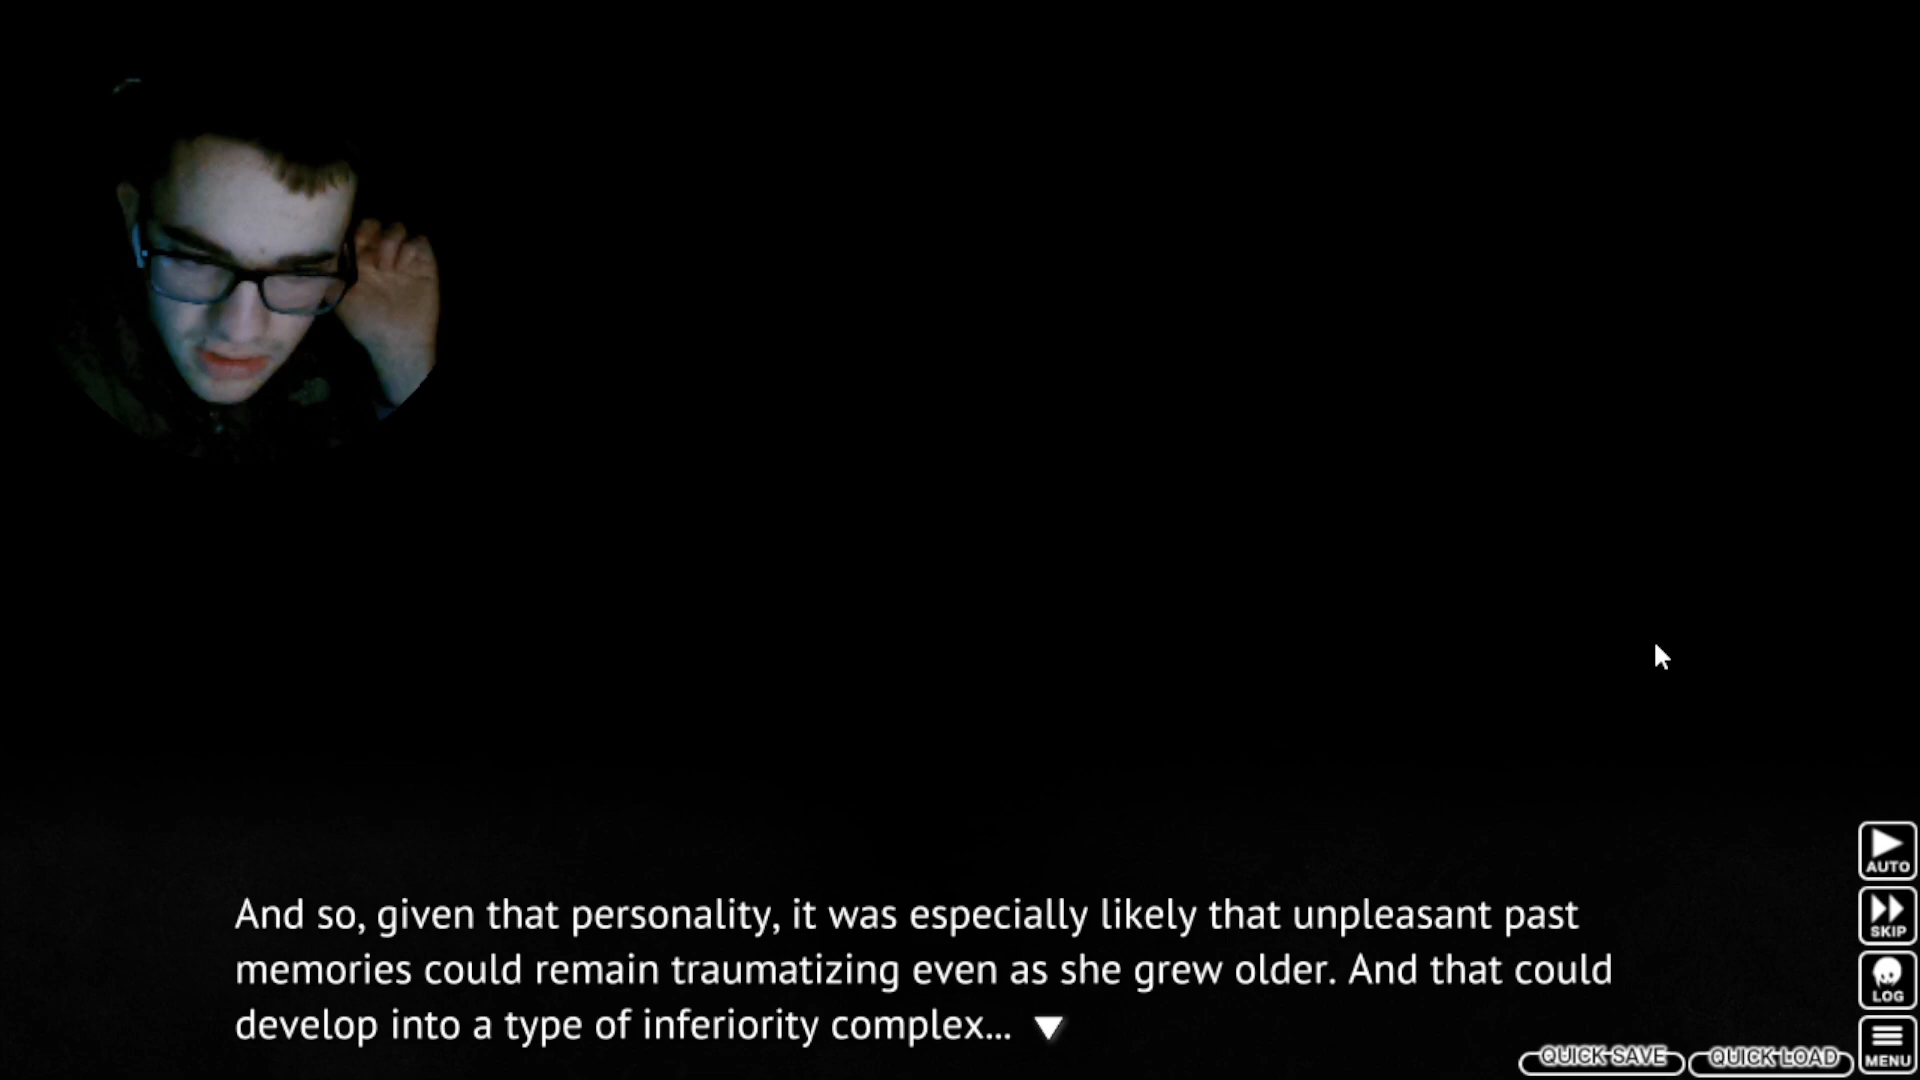 And so, given that personality, it was especially likely that unpleasant past
memories could remain traumatizing even as she grew older. And that could
develop into a type of inferiority complex...
AUTO
SKIP
LOG
MENU
QUICK SAVE
QUICK LOAD